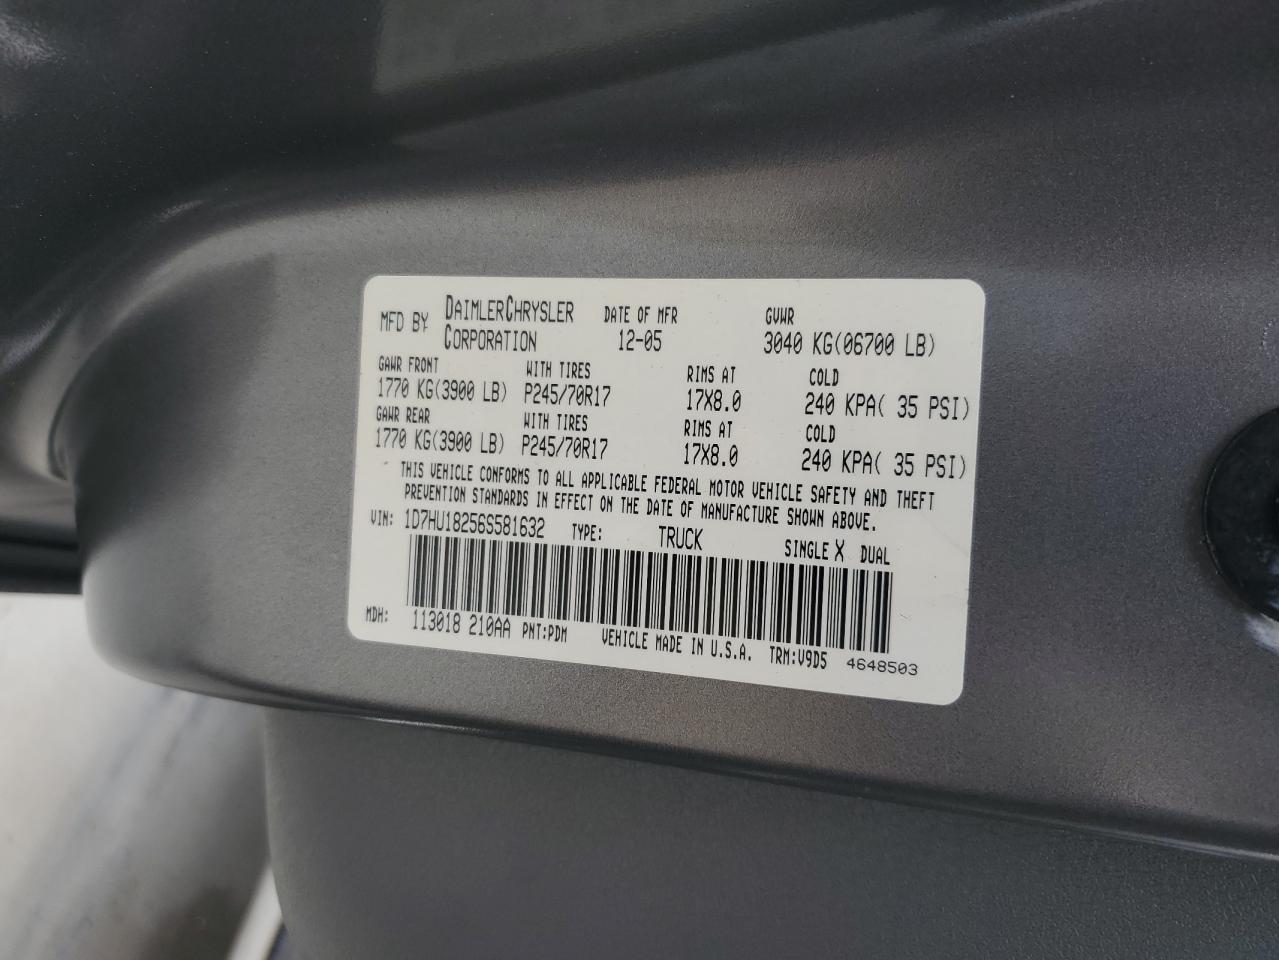 MFD BY DAIMLERCHRYSLER CORPORATION DATE OF MFR 12-05 GVWR 3040 KG(06700 LB)
GAWR FRONT WITH TIRES RIMS AT COLD
1770 KG(3900 LB) P245/70R17 17X8.0 240 KPA( 35 PSI)
GAWR REAR WITH TIRES RIMS AT COLD
1770 KG(3900 LB) P245/70R17 17X8.0 240 KPA( 35 PSI)
THIS VEHICLE CONFORMS TO ALL APPLICABLE FEDERAL MOTOR VEHICLE SAFETY AND THEFT
PREVENTION STANDARDS IN EFFECT ON THE DATE OF MANUFACTURE SHOWN ABOVE.
VIN: 1D7HU18256S581632 TYPE: TRUCK SINGLE X DUAL
MDH: 113018 210AA PNT:PDM VEHICLE MADE IN U.S.A. TRM:V9D5 4648503